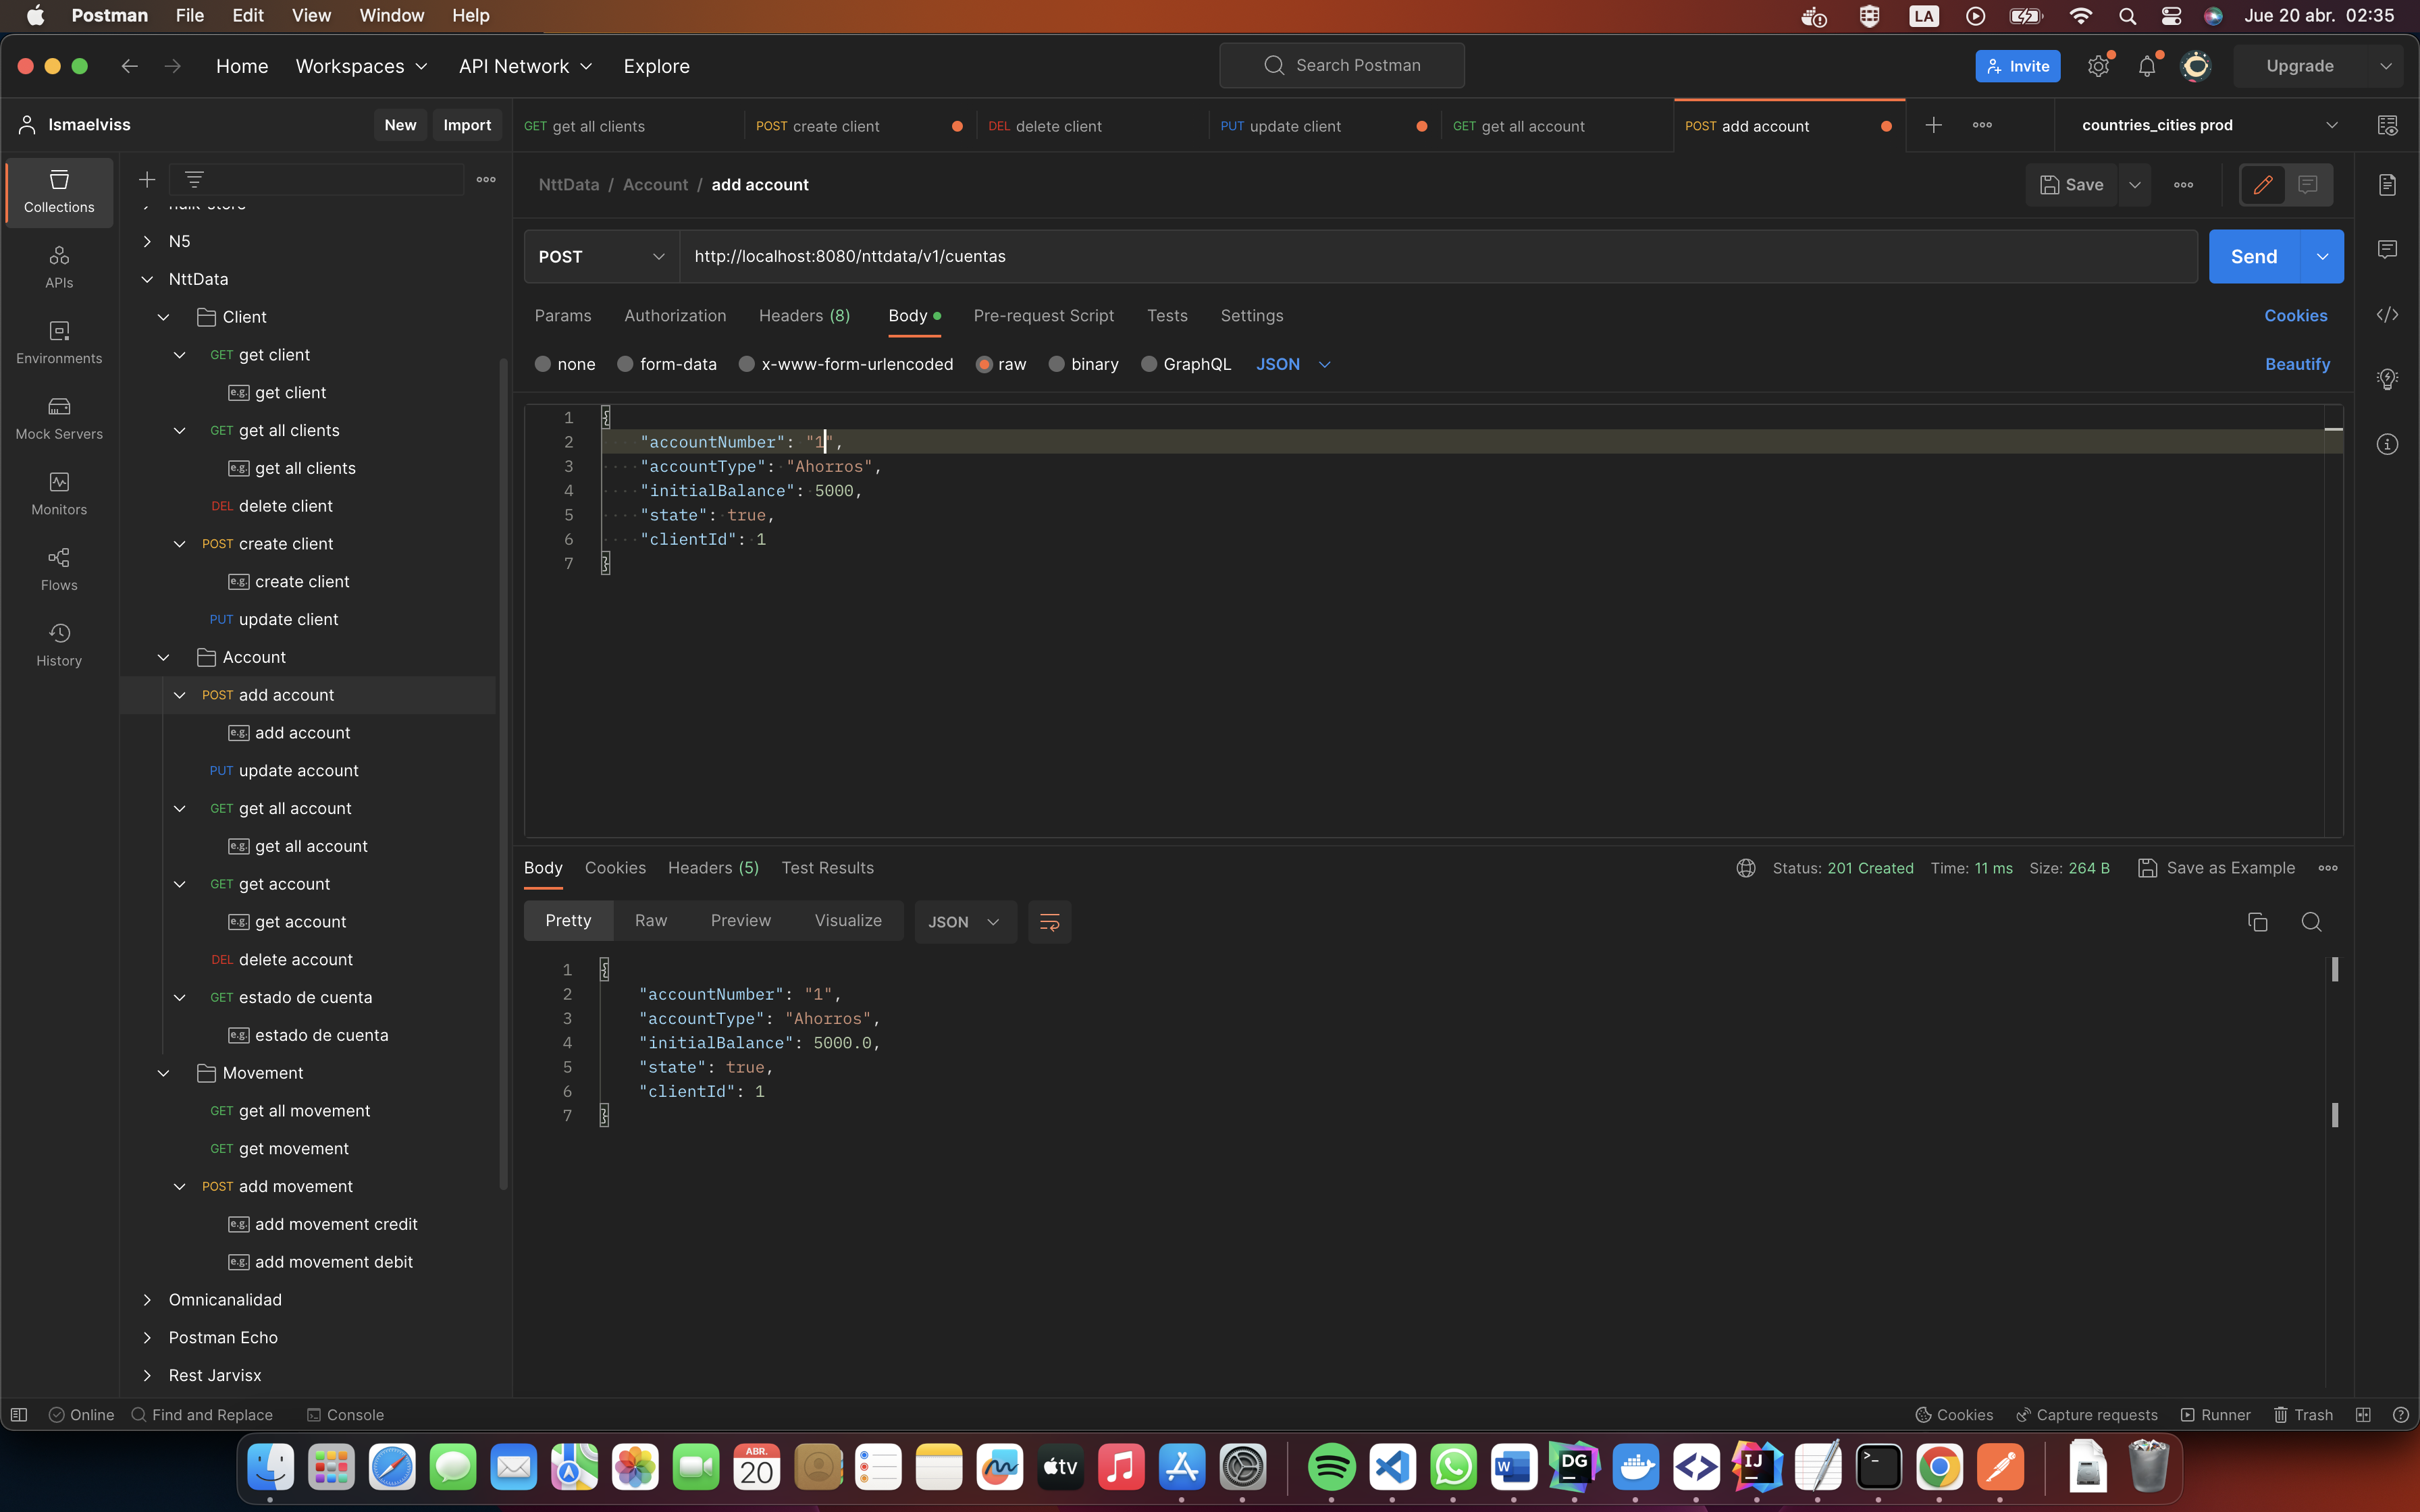 Postman File Edit View Window Help
LA Jue 20 abr. 02:35
Home Workspaces API Network Explore
Search Postman
Invite Upgrade
Ismaelviss New Import
GET get all clients POST create client DEL delete client PUT update client GET get all account POST add account countries_cities prod
Collections
APIs
Environments
Mock Servers
Monitors
Flows
History
N5
NttData
Client
GET get client
e.g. get client
GET get all clients
e.g. get all clients
DEL delete client
POST create client
e.g. create client
PUT update client
Account
POST add account
e.g. add account
PUT update account
GET get all account
e.g. get all account
GET get account
e.g. get account
DEL delete account
GET estado de cuenta
e.g. estado de cuenta
Movement
GET get all movement
GET get movement
POST add movement
e.g. add movement credit
e.g. add movement debit
Omnicanalidad
Postman Echo
Rest Jarvisx
NttData / Account / add account Save
POST http://localhost:8080/nttdata/v1/cuentas Send
Params Authorization Headers (8) Body Pre-request Script Tests Settings Cookies
none form-data x-www-form-urlencoded raw binary GraphQL JSON Beautify
1 {
2 "accountNumber": "1",
3 "accountType": "Ahorros",
4 "initialBalance": 5000,
5 "state": true,
6 "clientId": 1
7 }
Body Cookies Headers (5) Test Results Status: 201 Created Time: 11 ms Size: 264 B Save as Example
Pretty Raw Preview Visualize JSON
1 {
2 "accountNumber": "1",
3 "accountType": "Ahorros",
4 "initialBalance": 5000.0,
5 "state": true,
6 "clientId": 1
7 }
Online Find and Replace Console Cookies Capture requests Runner Trash
ABR. 20 tv W DG IJ >_